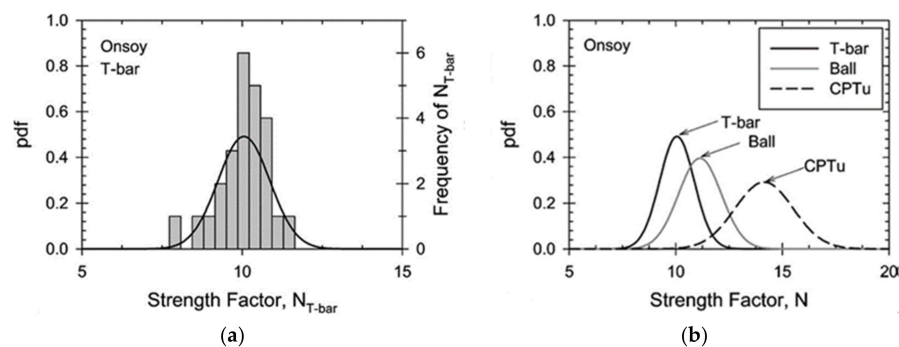 1.0
0.8
0.6
0.4
0.2
0.0
pdf
Onsoy
T-bar
6
4
2
0
Frequency of N_T-bar
5
10
15
Strength Factor, N_T-bar
(a)
1.0
0.8
0.6
0.4
0.2
0.0
pdf
Onsoy
T-bar
Ball
CPTu
T-bar
Ball
CPTu
5
10
15
20
Strength Factor, N
(b)